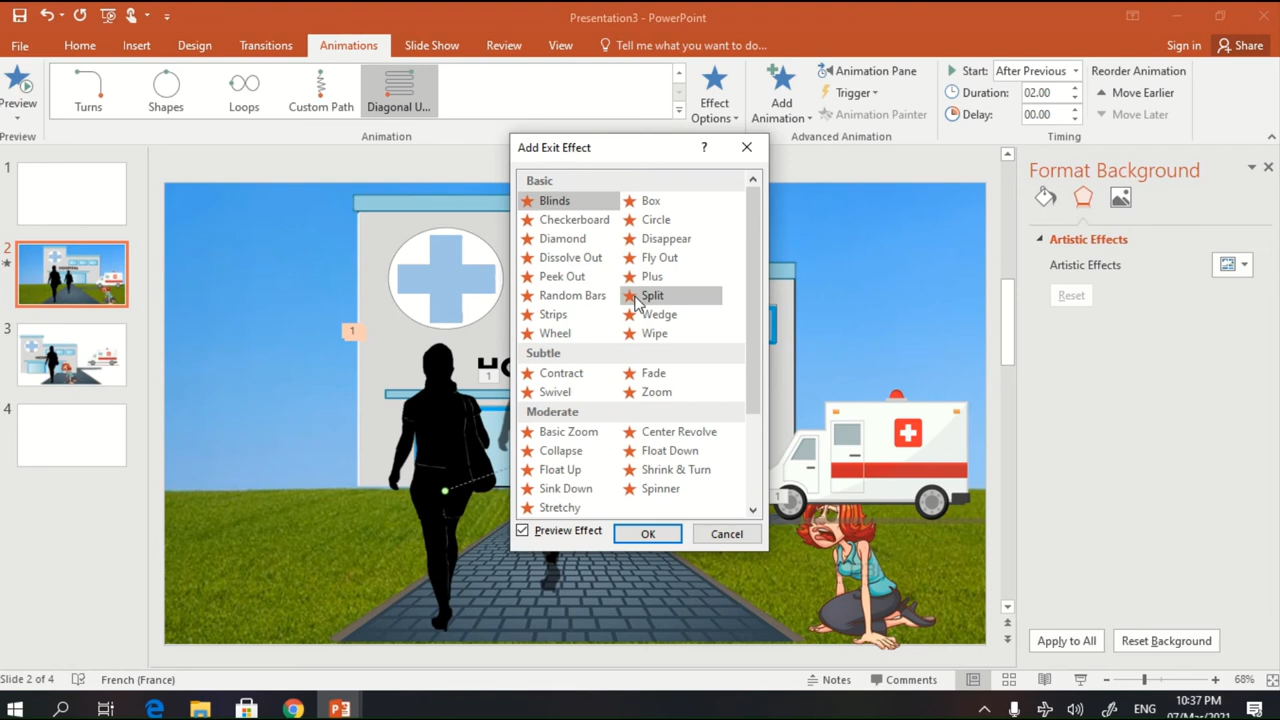 Presentation3 - PowerPoint
File Home Insert Design Transitions Animations Slide Show Review View Tell me what you want to do... Sign in Share
Preview
Preview
Turns Shapes Loops Custom Path Diagonal U...
Animation
Effect Options
Add Animation
Animation Pane
Trigger
Animation Painter
Advanced Animation
Start: After Previous
Duration: 02.00
Delay: 00.00
Reorder Animation
Move Earlier
Move Later
Timing
1
2
3
4
1
1
1
HO
Add Exit Effect ?
Basic
Blinds Box
Checkerboard Circle
Diamond Disappear
Dissolve Out Fly Out
Peek Out Plus
Random Bars Split
Strips Wedge
Wheel Wipe
Subtle
Contract Fade
Swivel Zoom
Moderate
Basic Zoom Center Revolve
Collapse Float Down
Float Up Shrink & Turn
Sink Down Spinner
Stretchy
Preview Effect OK Cancel
Format Background
Artistic Effects
Artistic Effects
Reset
Apply to All Reset Background
Slide 2 of 4 French (France) Notes Comments 68%
ENG
10:37 PM
07/Mar/2021